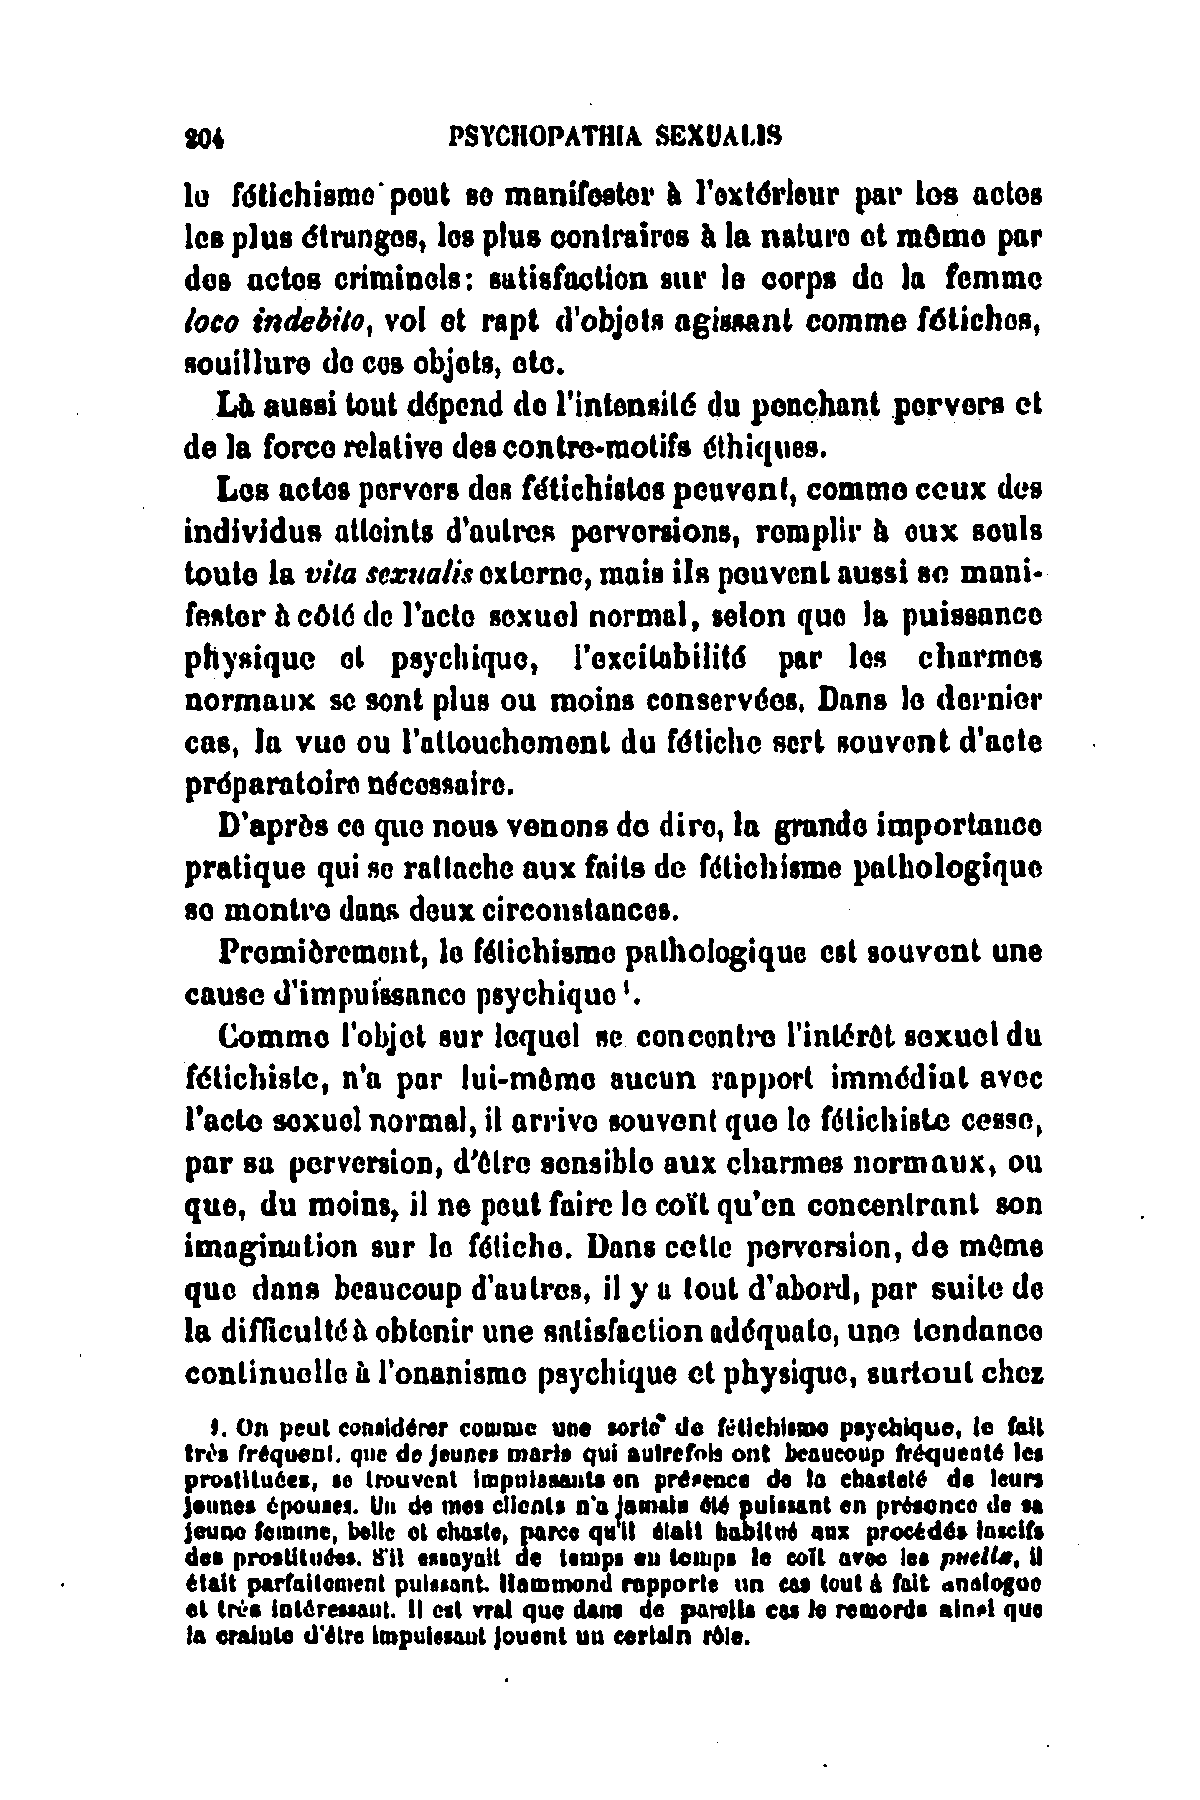 204 PSYCHOPATHIA SEXUALIS
le fétichisme peut se manifester à l'extérieur par les actes
les plus étranges, les plus contraires à la nature et même par
des actes criminels: satisfaction sur le corps de la femme
loco indebito, vol et rapt d'objets agissant comme fétiches,
souillure de ces objets, etc.
Là aussi tout dépend de l'intensité du penchant pervers et
de la force relative des contre-motifs éthiques.
Les actes pervers des fétichistes peuvent, comme ceux des
individus atteints d'autres perversions, remplir à eux seuls
toute la vita sexualis externe, mais ils peuvent aussi se mani-
fester à côté de l'acte sexuel normal, selon que la puissance
physique et psychique, l'excitabilité par les charmes
normaux se sont plus ou moins conservées. Dans le dernier
cas, la vue ou l'attouchement du fétiche sert souvent d'acte
préparatoire nécessaire.
D'après ce que nous venons de dire, la grande importance
pratique qui se rattache aux faits de fétichisme pathologique
se montre dans deux circonstances.
Premièrement, le fétichisme pathologique est souvent une
cause d'impuissance psychique¹.
Comme l'objet sur lequel se concentre l'intérêt sexuel du
fétichiste, n'a par lui-même aucun rapport immédiat avec
l'acte sexuel normal, il arrive souvent que le fétichiste cesse,
par sa perversion, d'être sensible aux charmes normaux, ou
que, du moins, il ne peut faire le coït qu'en concentrant son
imagination sur le fétiche. Dans cette perversion, de même
que dans beaucoup d'autres, il y a tout d'abord, par suite de
la difficulté à obtenir une satisfaction adéquate, une tendance
continuelle à l'onanisme psychique et physique, surtout chez
1. On peut considérer comme une sorte de fétichisme psychique, le fait
très fréquent, que de jeunes maris qui autrefois ont beaucoup fréquenté les
prostituées, se trouvent impuissants en présence de la chasteté de leurs
jeunes épouses. Un de mes clients n'a jamais été puissant en présence de sa
jeune femme, belle et chaste, parce qu'il était habitué aux procédés lascifs
des prostituées. S'il essayait de temps en temps le coït avec les puellæ, il
était parfaitement puissant. Hammond rapporte un cas tout à fait analogue
et très intéressant. Il est vrai que dans de pareils cas le remords ainsi que
la crainte d'être impuissant jouent un certain rôle.